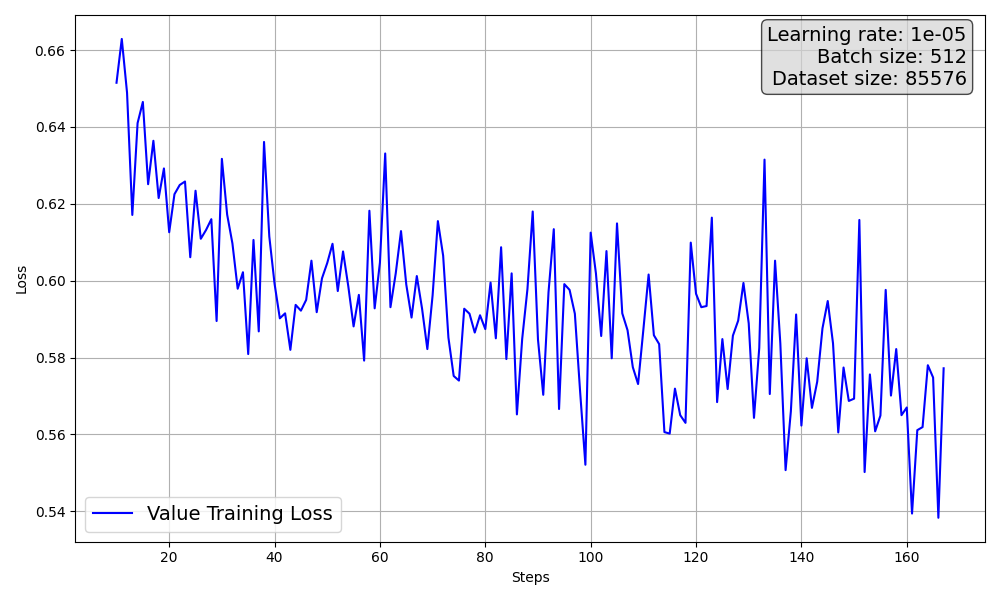 Learning rate: 1e-05
Batch size: 512
Dataset size: 85576
0.66
0.64
0.62
0.60
0.58
0.56
0.54
Loss
Value Training Loss
20 40 60 80 100 120 140 160
Steps